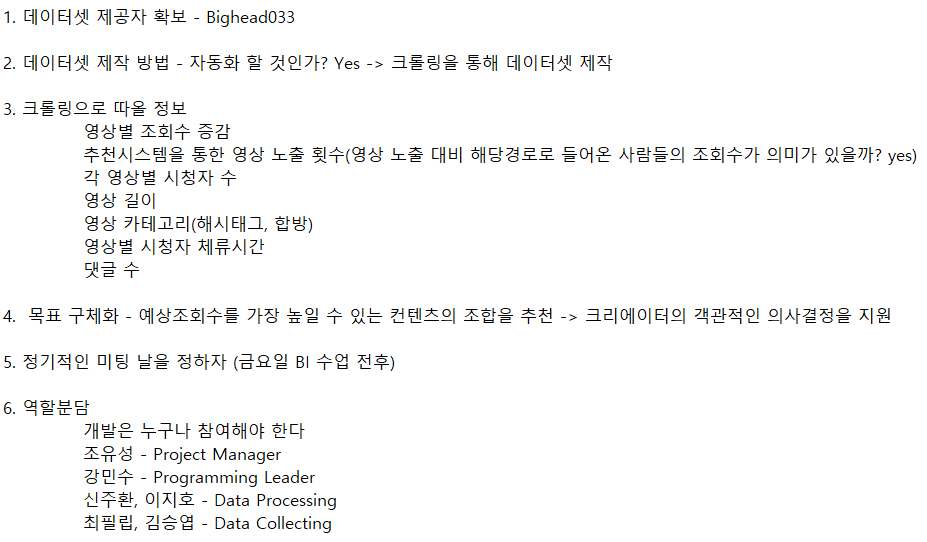 1. 데이터셋 제공자 확보 - Bighead033
2. 데이터셋 제작 방법 - 자동화 할 것인가? Yes -> 크롤링을 통해 데이터셋 제작
3. 크롤링으로 따올 정보
영상별 조회수 증감
추천시스템을 통한 영상 노출 횟수(영상 노출 대비 해당경로로 들어온 사람들의 조회수가 의미가 있을까? yes)
각 영상별 시청자 수
영상 길이
영상 카테고리(해시태그, 합방)
영상별 시청자 체류시간
댓글 수
4. 목표 구체화 - 예상조회수를 가장 높일 수 있는 컨텐츠의 조합을 추천 -> 크리에이터의 객관적인 의사결정을 지원
5. 정기적인 미팅 날을 정하자 (금요일 BI 수업 전후)
6. 역할분담
개발은 누구나 참여해야 한다
조유성 - Project Manager
강민수 - Programming Leader
신주환, 이지호 - Data Processing
최필립, 김승엽 - Data Collecting